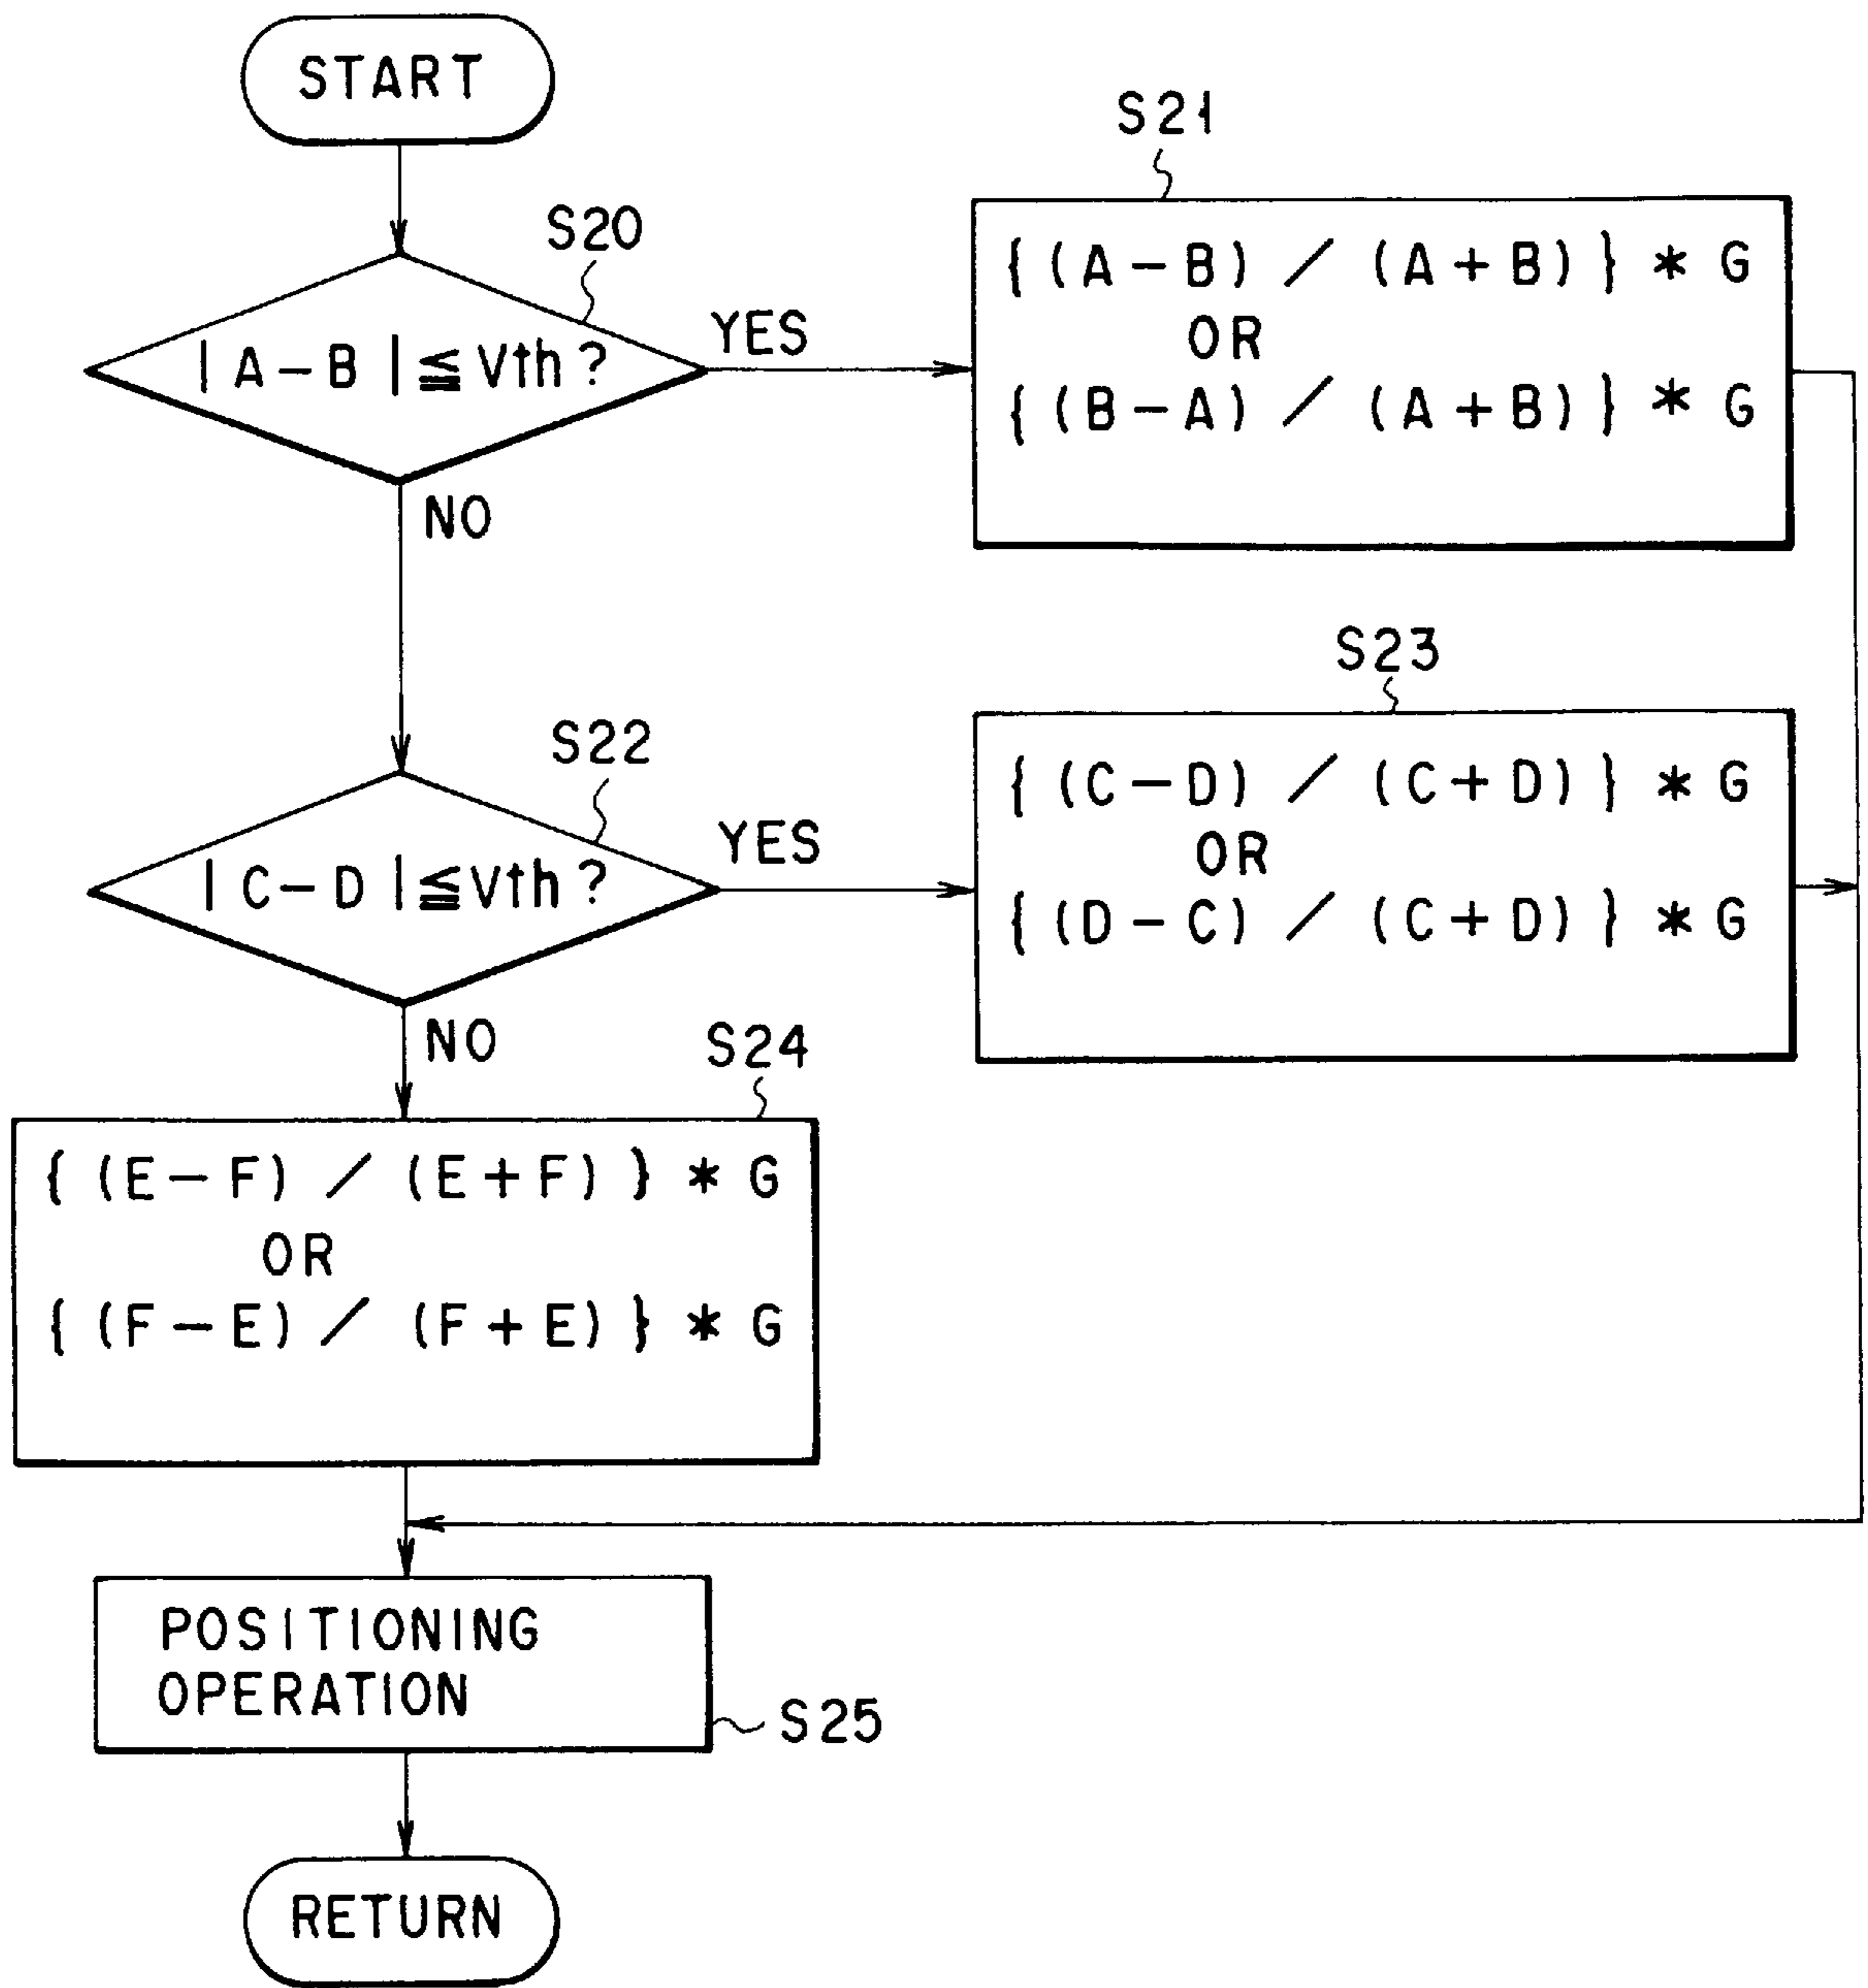 START
S20
| A - B | ≦ Vth ?
YES
NO
S21
{ (A - B) / (A + B) } * G
OR
{ (B - A) / (A + B) } * G
S22
| C - D | ≦ Vth ?
YES
NO
S23
{ (C - D) / (C + D) } * G
OR
{ (D - C) / (C + D) } * G
S24
{ (E - F) / (E + F) } * G
OR
{ (F - E) / (F + E) } * G
POSITIONING
OPERATION
S25
RETURN